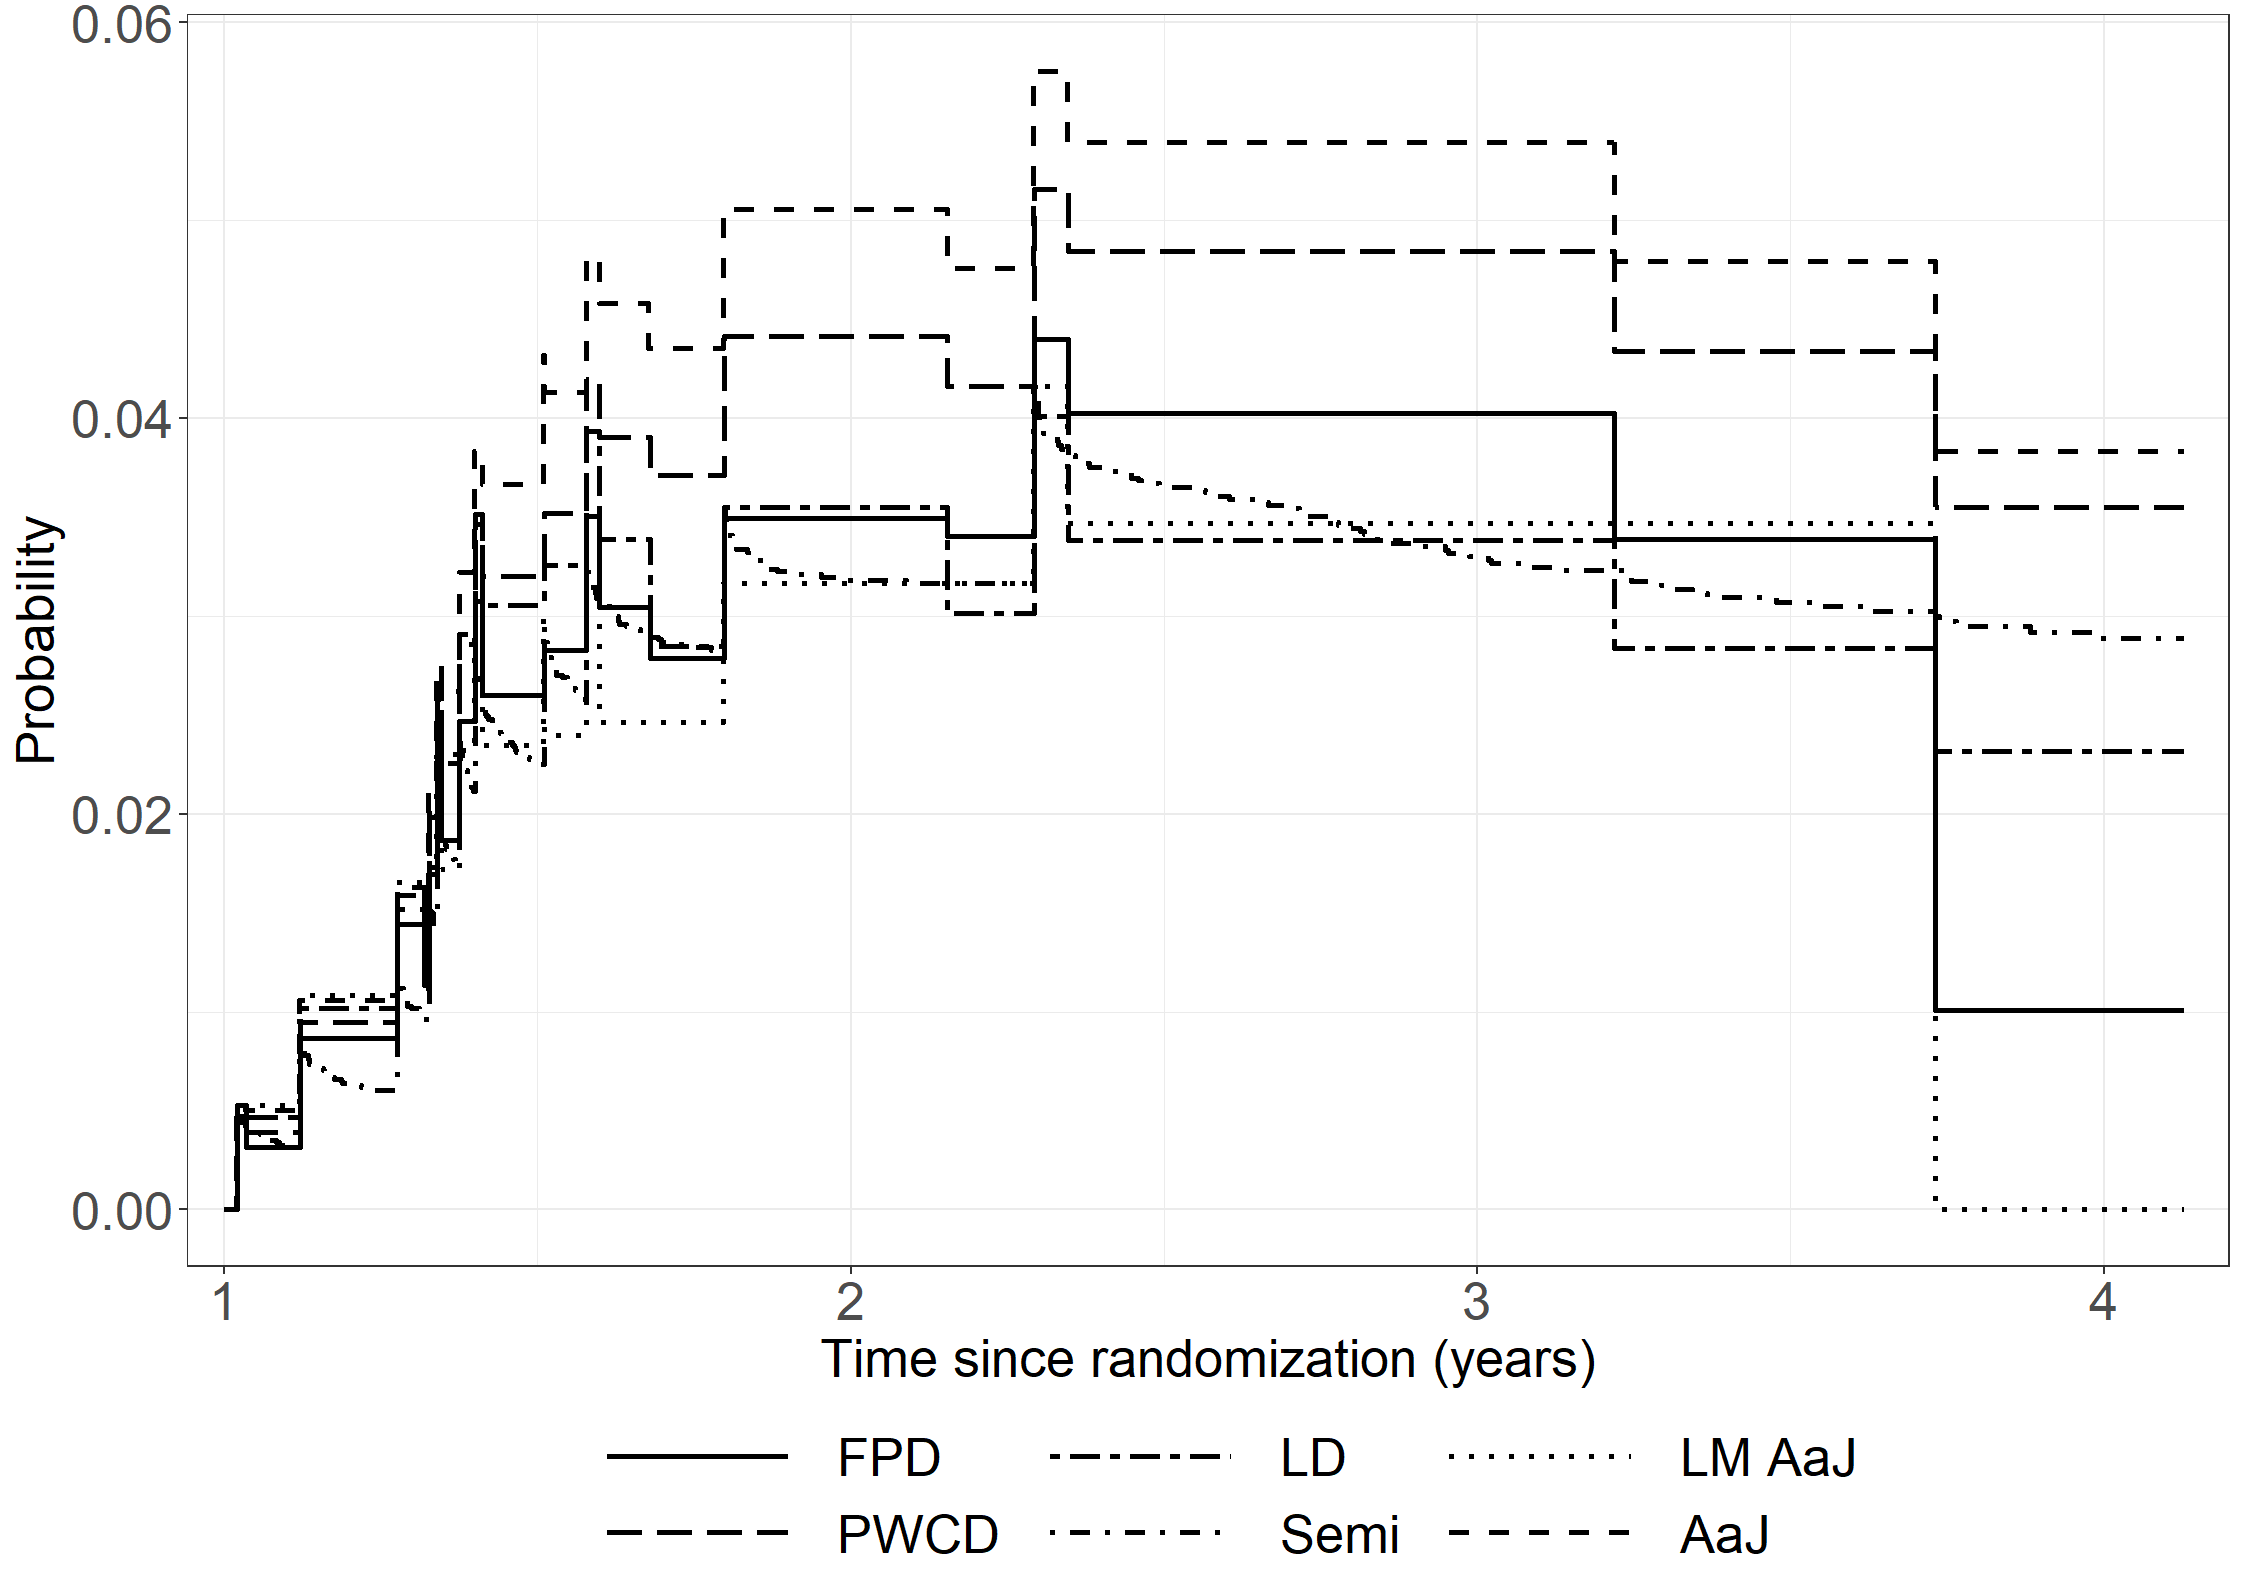 0.06
0.04
0.02
0.00
Probability
1 2 3 4
Time since randomization (years)
FPD LD LM AaJ
PWCD Semi AaJ